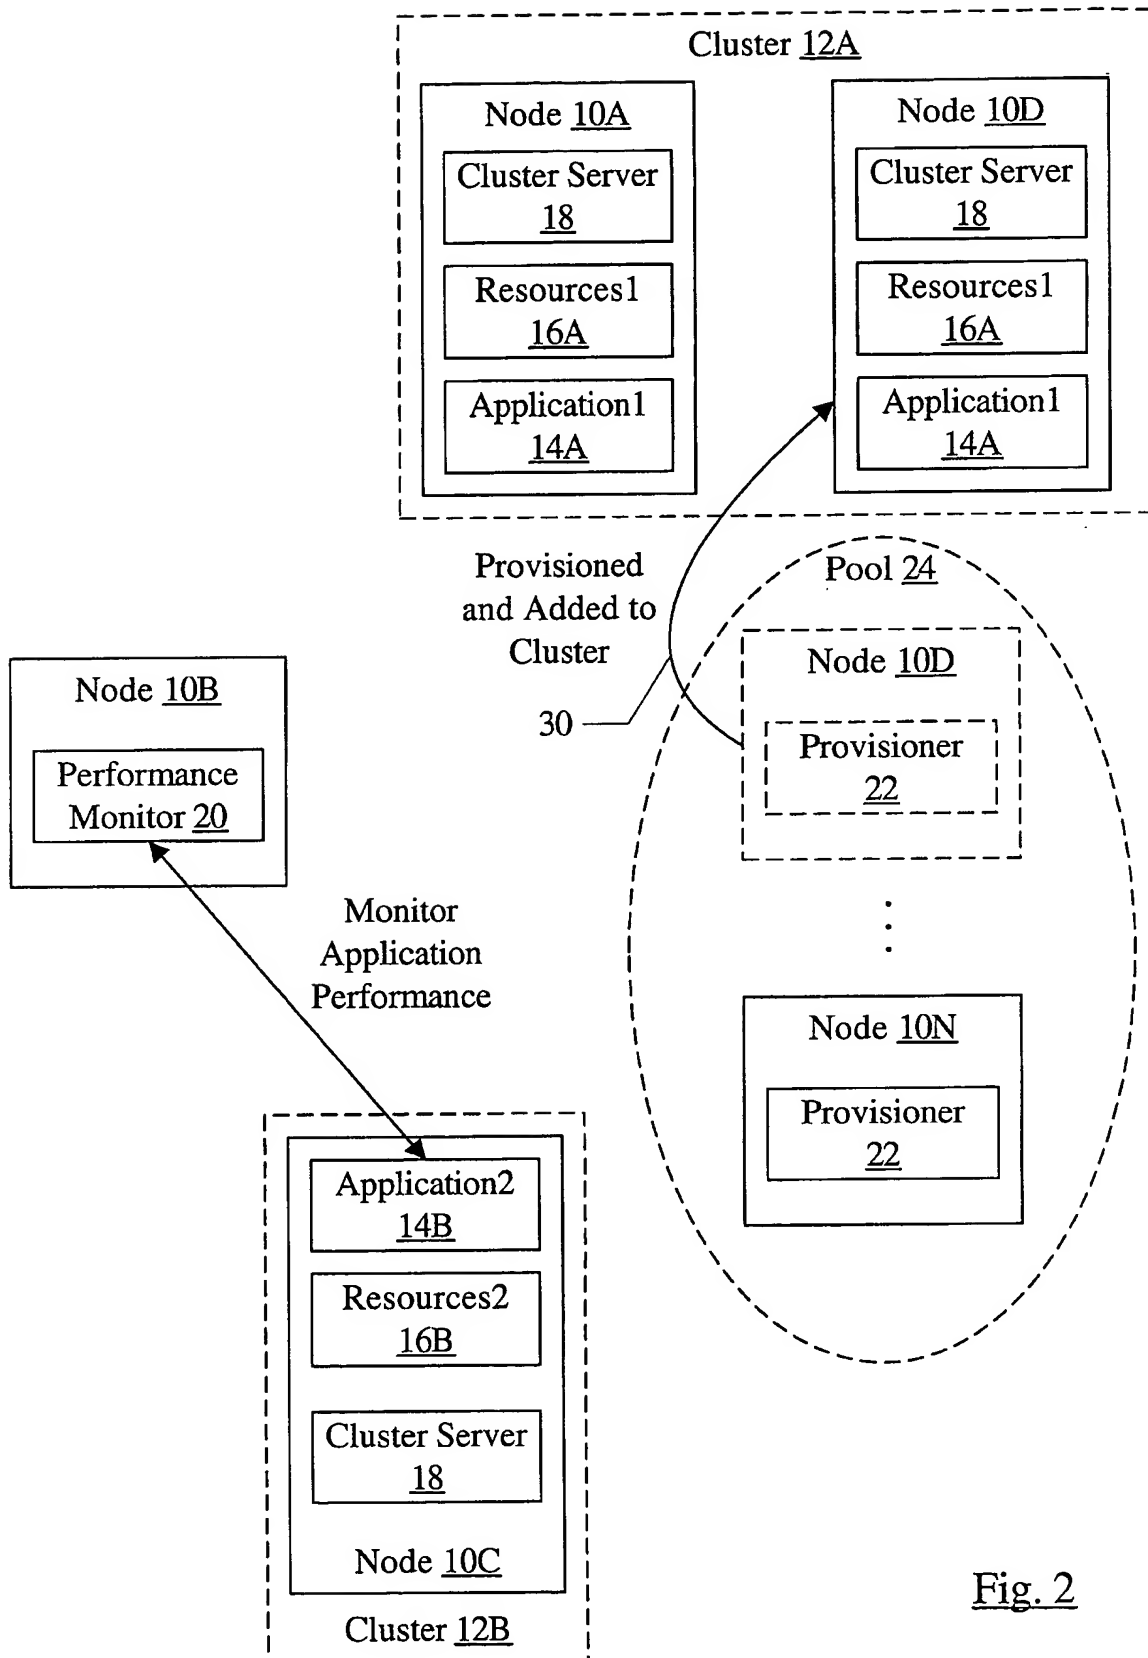 Cluster 12A
Node 10A
Cluster Server
18
Resources1
16A
Application1
14A
Node 10D
Cluster Server
18
Resources1
16A
Application1
14A
Provisioned
and Added to
Cluster
30
Pool 24
Node 10D
Provisioner
22
Node 10B
Performance
Monitor 20
Monitor
Application
Performance
Node 10N
Provisioner
22
Application2
14B
Resources2
16B
Cluster Server
18
Node 10C
Cluster 12B
Fig. 2